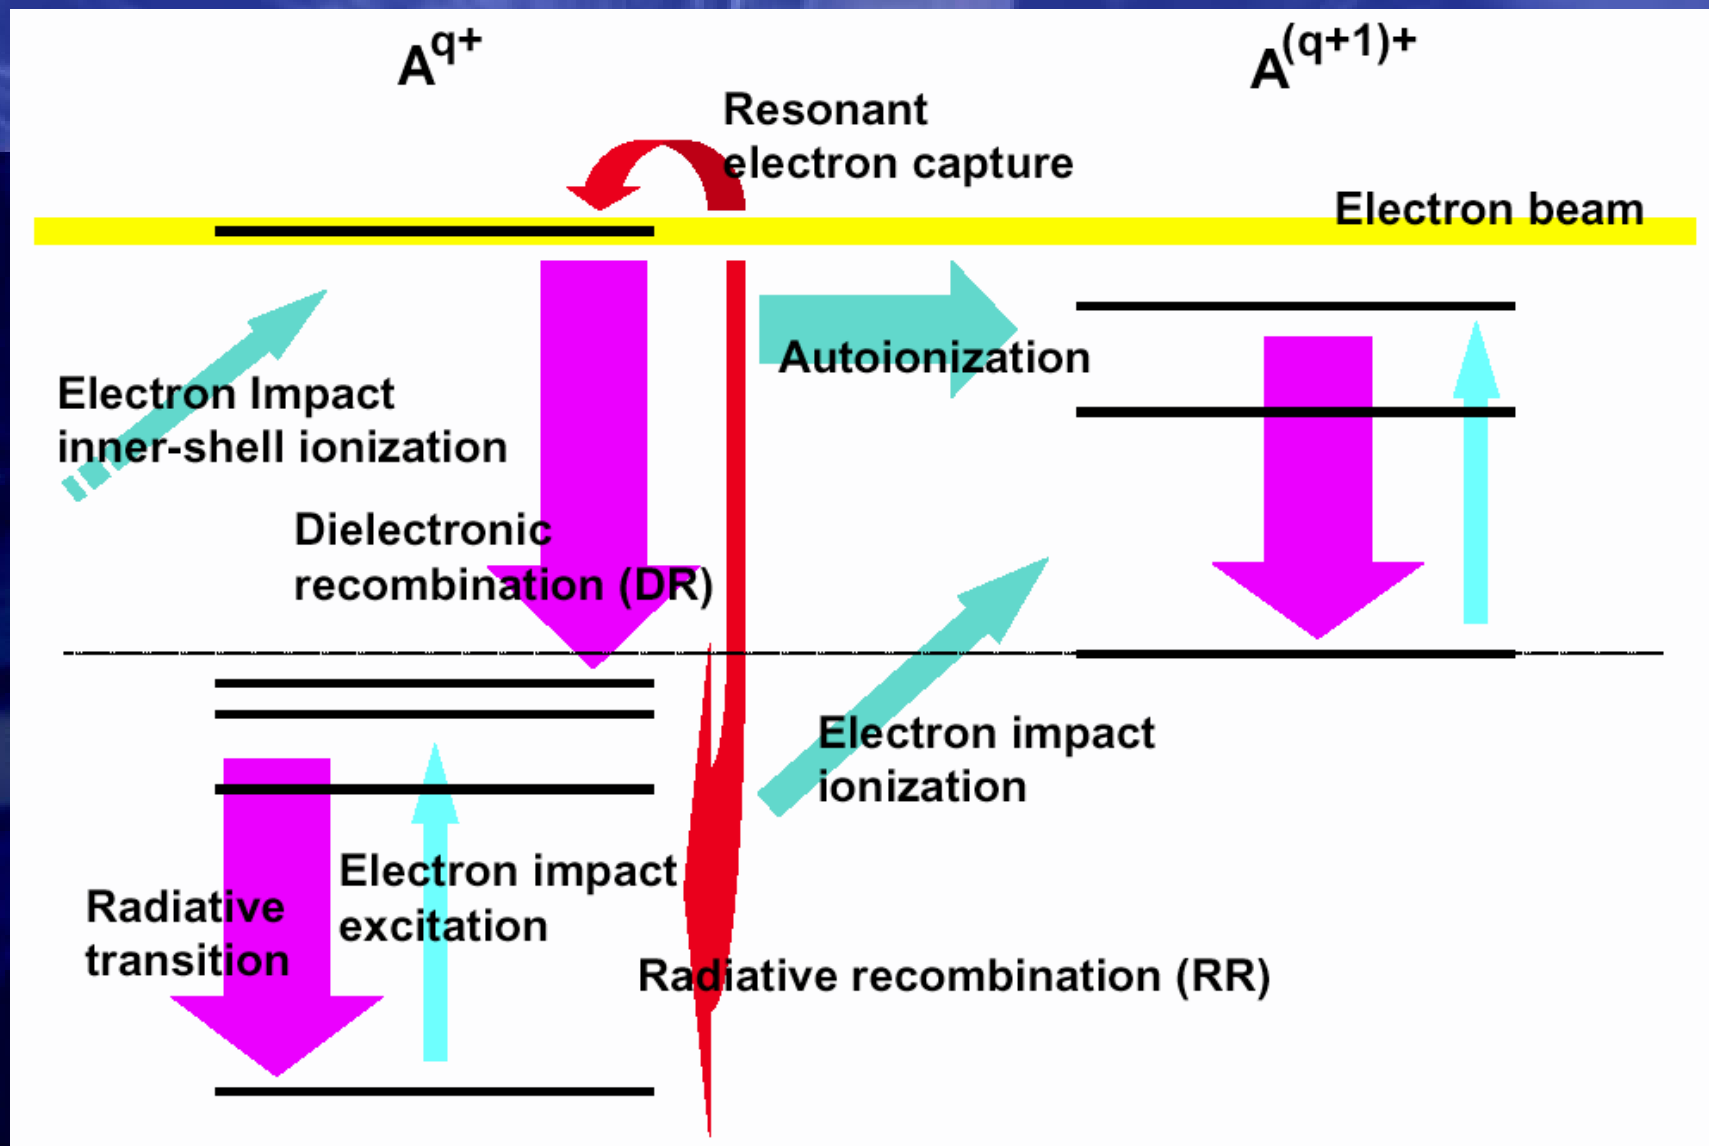 A^q+
A^(q+1)+
Resonant
electron capture
Electron beam
Autoionization
Electron Impact
inner-shell ionization
Dielectronic
recombination (DR)
Electron impact
ionization
Electron impact
excitation
Radiative
transition
Radiative recombination (RR)